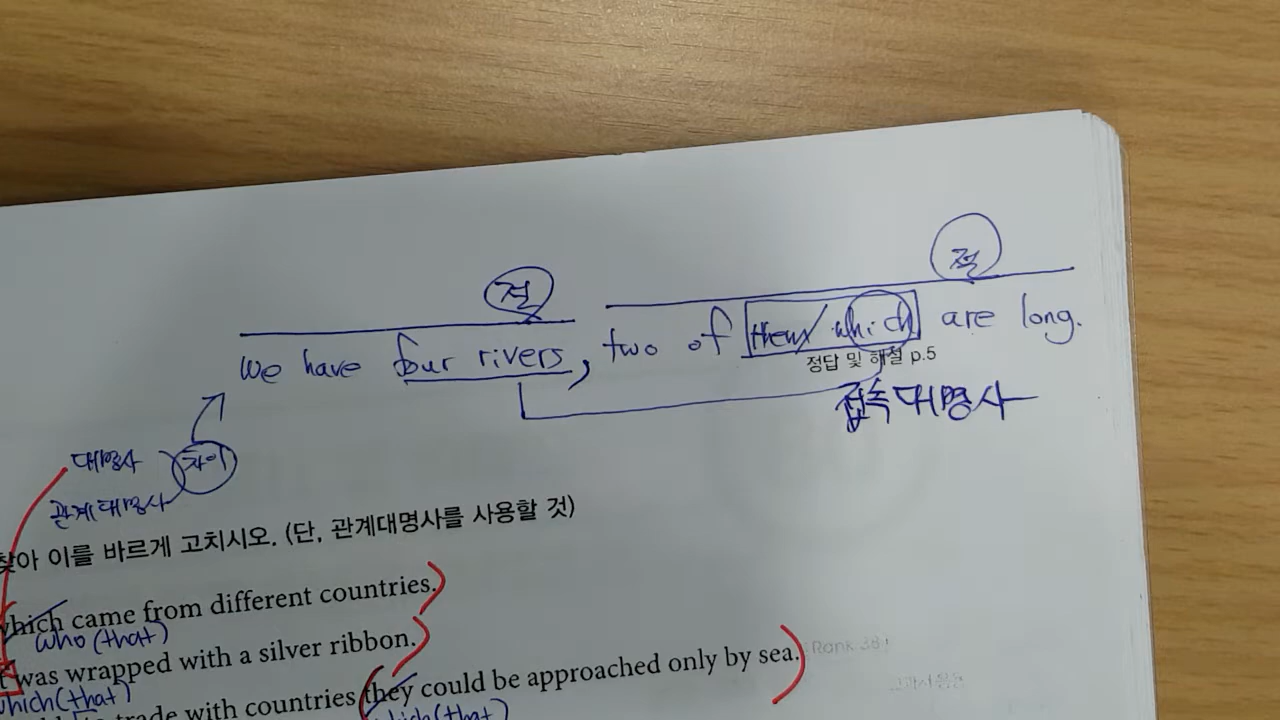 절 절
We have four rivers, two of them/which are long.
정답 및 해설 p.5
접속대명사
대명사 차이
관계대명사
찾아 이를 바르게 고치시오. (단, 관계대명사를 사용할 것)
which came from different countries.
who (that)
it was wrapped with a silver ribbon.
which (that)
trade with countries they could be approached only by sea.
which (that)